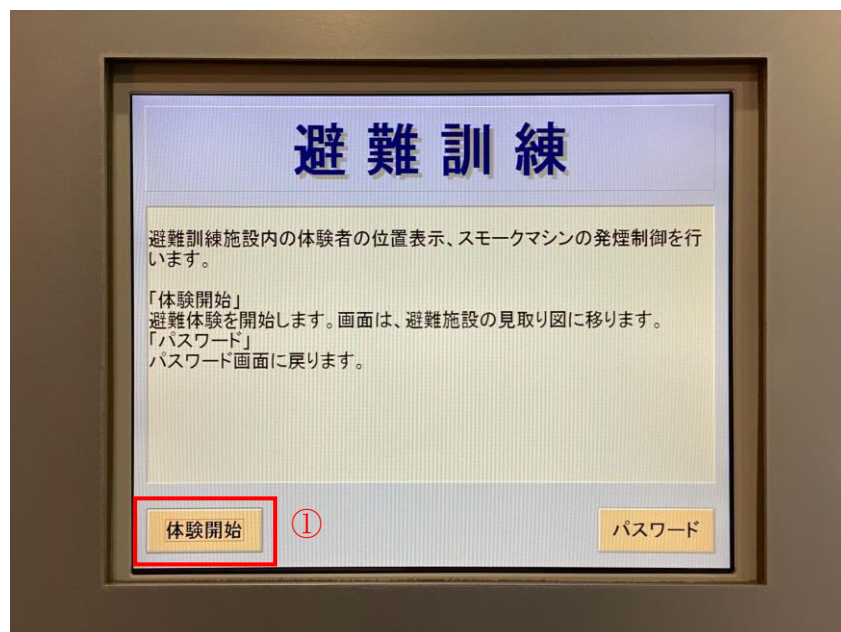 避難訓練
避難訓練施設内の体験者の位置表示、スモークマシンの発煙制御を行
います。
「体験開始」
避難体験を開始します。画面は、避難施設の見取り図に移ります。
「パスワード」
パスワード画面に戻ります。
体験開始
①
パスワード